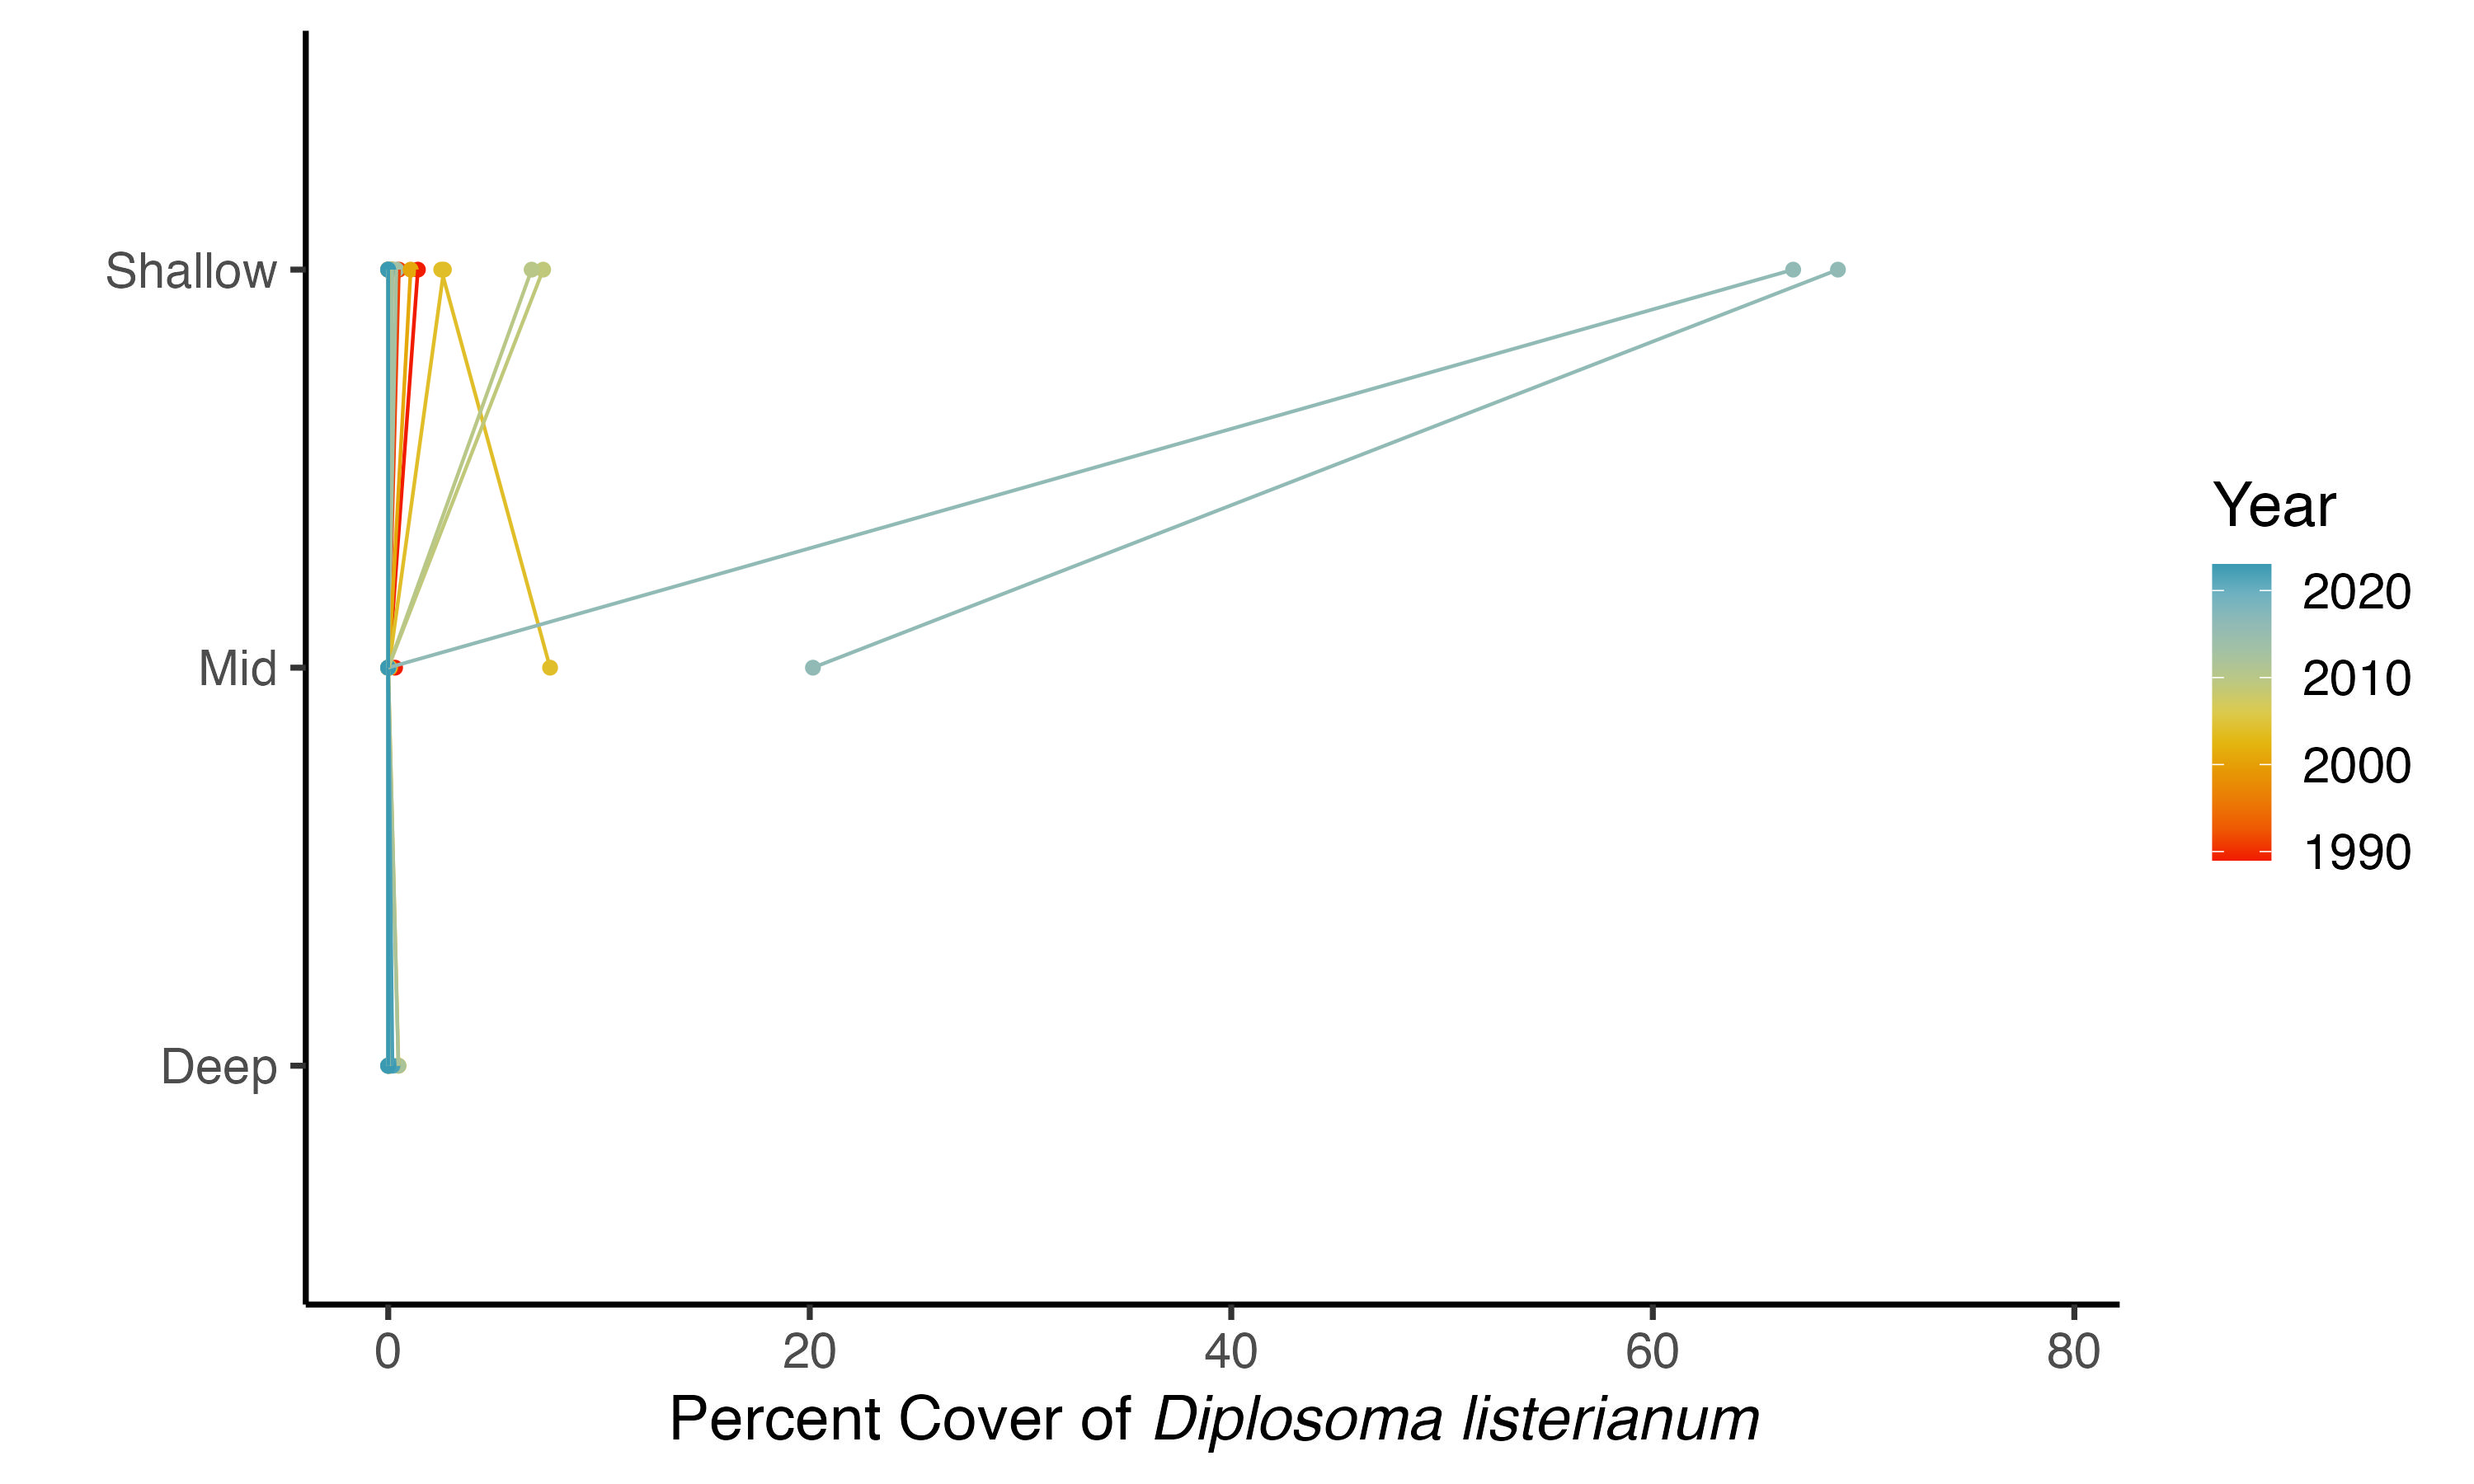 Shallow
Mid
Deep
0 20 40 60 80
Percent Cover of Diplosoma listerianum
Year
2020
2010
2000
1990